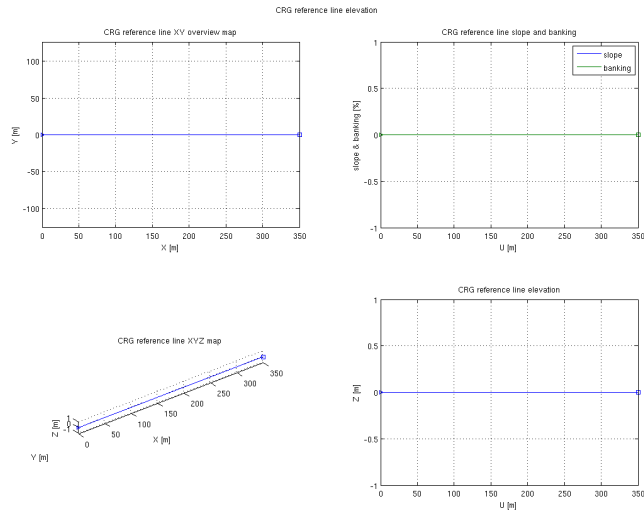 CRG reference line elevation
CRG reference line XY overview map
100
50
0
-50
-100
Y [m]
0 50 100 150 200 250 300 350
X [m]
CRG reference line slope and banking
slope
banking
1
0.5
0
-0.5
-1
slope & banking [%]
0 50 100 150 200 250 300 350
U [m]
CRG reference line XYZ map
1
0
-1
Z [m]
0 50 100 150 200 250 300 350
X [m]
Y [m]
CRG reference line elevation
1
0.5
0
-0.5
-1
Z [m]
0 50 100 150 200 250 300 350
U [m]